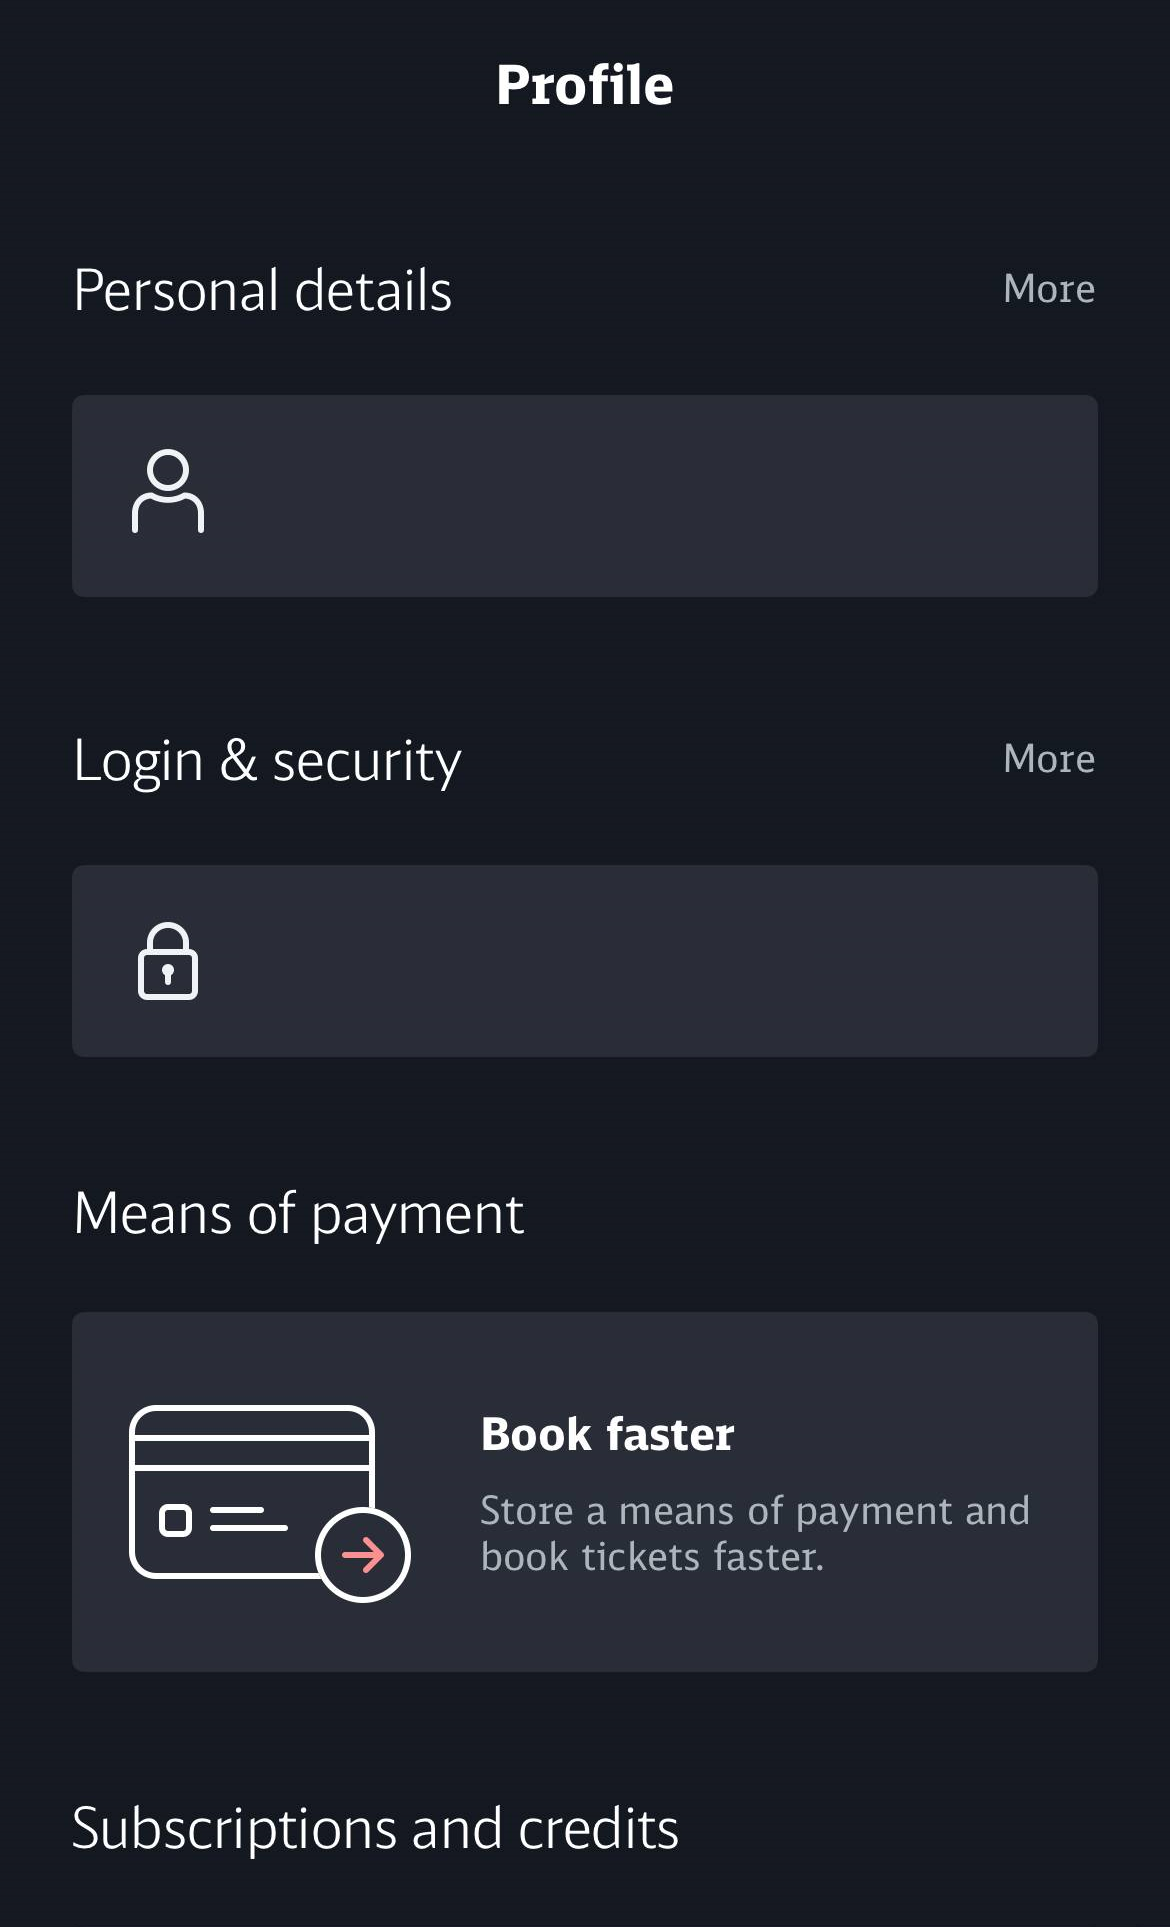 Profile
Personal details
More
Login & security
More
Means of payment
Book faster
Store a means of payment and
book tickets faster.
Subscriptions and credits